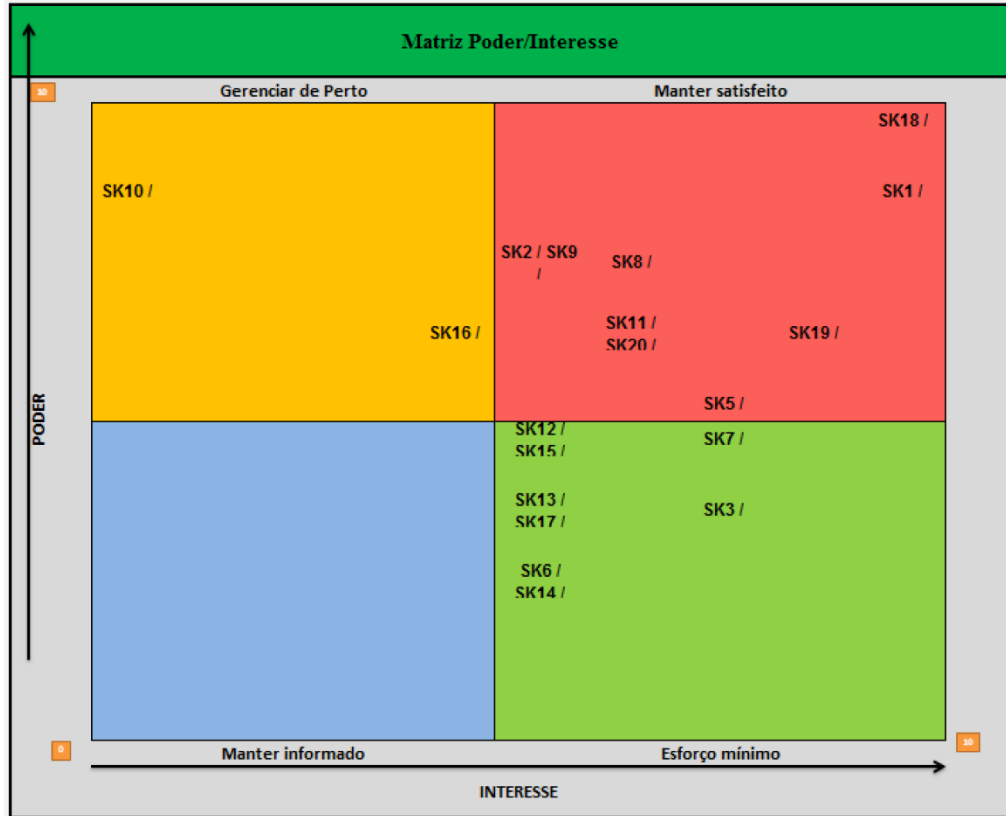 Matriz Poder/Interesse
10
Gerenciar de Perto
Manter satisfeito
SK18 /
SK10 /
SK1 /
SK2 / SK9
/
SK8 /
SK16 /
SK11 /
SK20 /
SK19 /
SK5 /
PODER
SK12 /
SK15 /
SK7 /
SK13 /
SK17 /
SK3 /
SK6 /
SK14 /
0
Manter informado
Esforço mínimo
10
INTERESSE